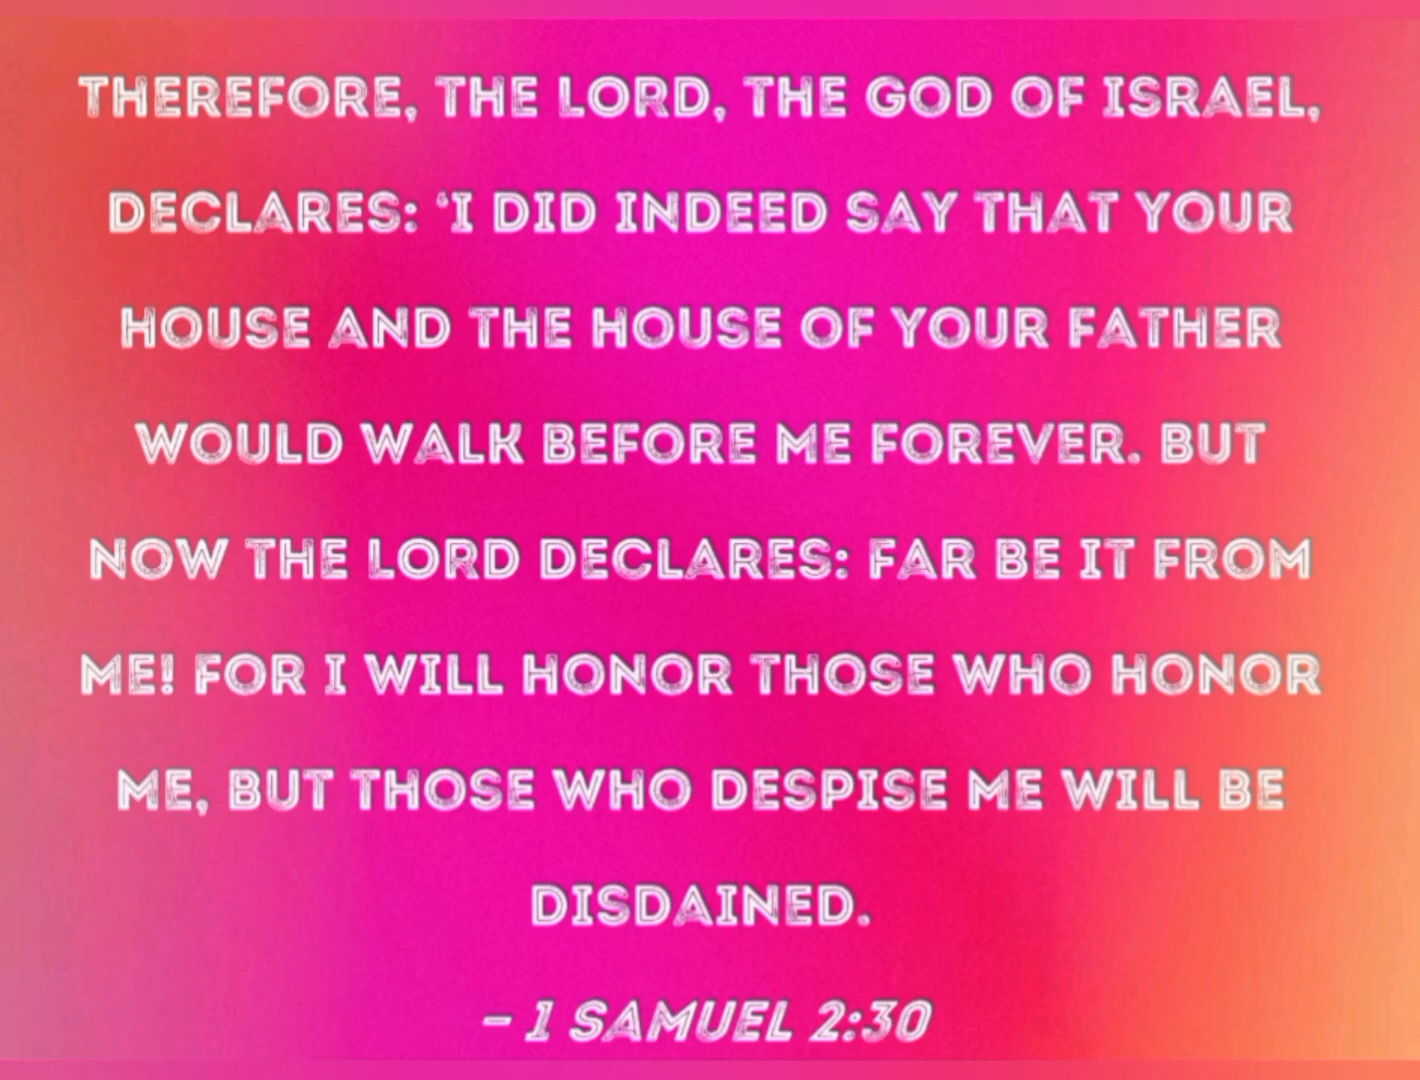 THEREFORE, THE LORD, THE GOD OF ISRAEL,
DECLARES: ‘I DID INDEED SAY THAT YOUR
HOUSE AND THE HOUSE OF YOUR FATHER
WOULD WALK BEFORE ME FOREVER. BUT
NOW THE LORD DECLARES: FAR BE IT FROM
ME! FOR I WILL HONOR THOSE WHO HONOR
ME, BUT THOSE WHO DESPISE ME WILL BE
DISDAINED.
– 1 SAMUEL 2:30